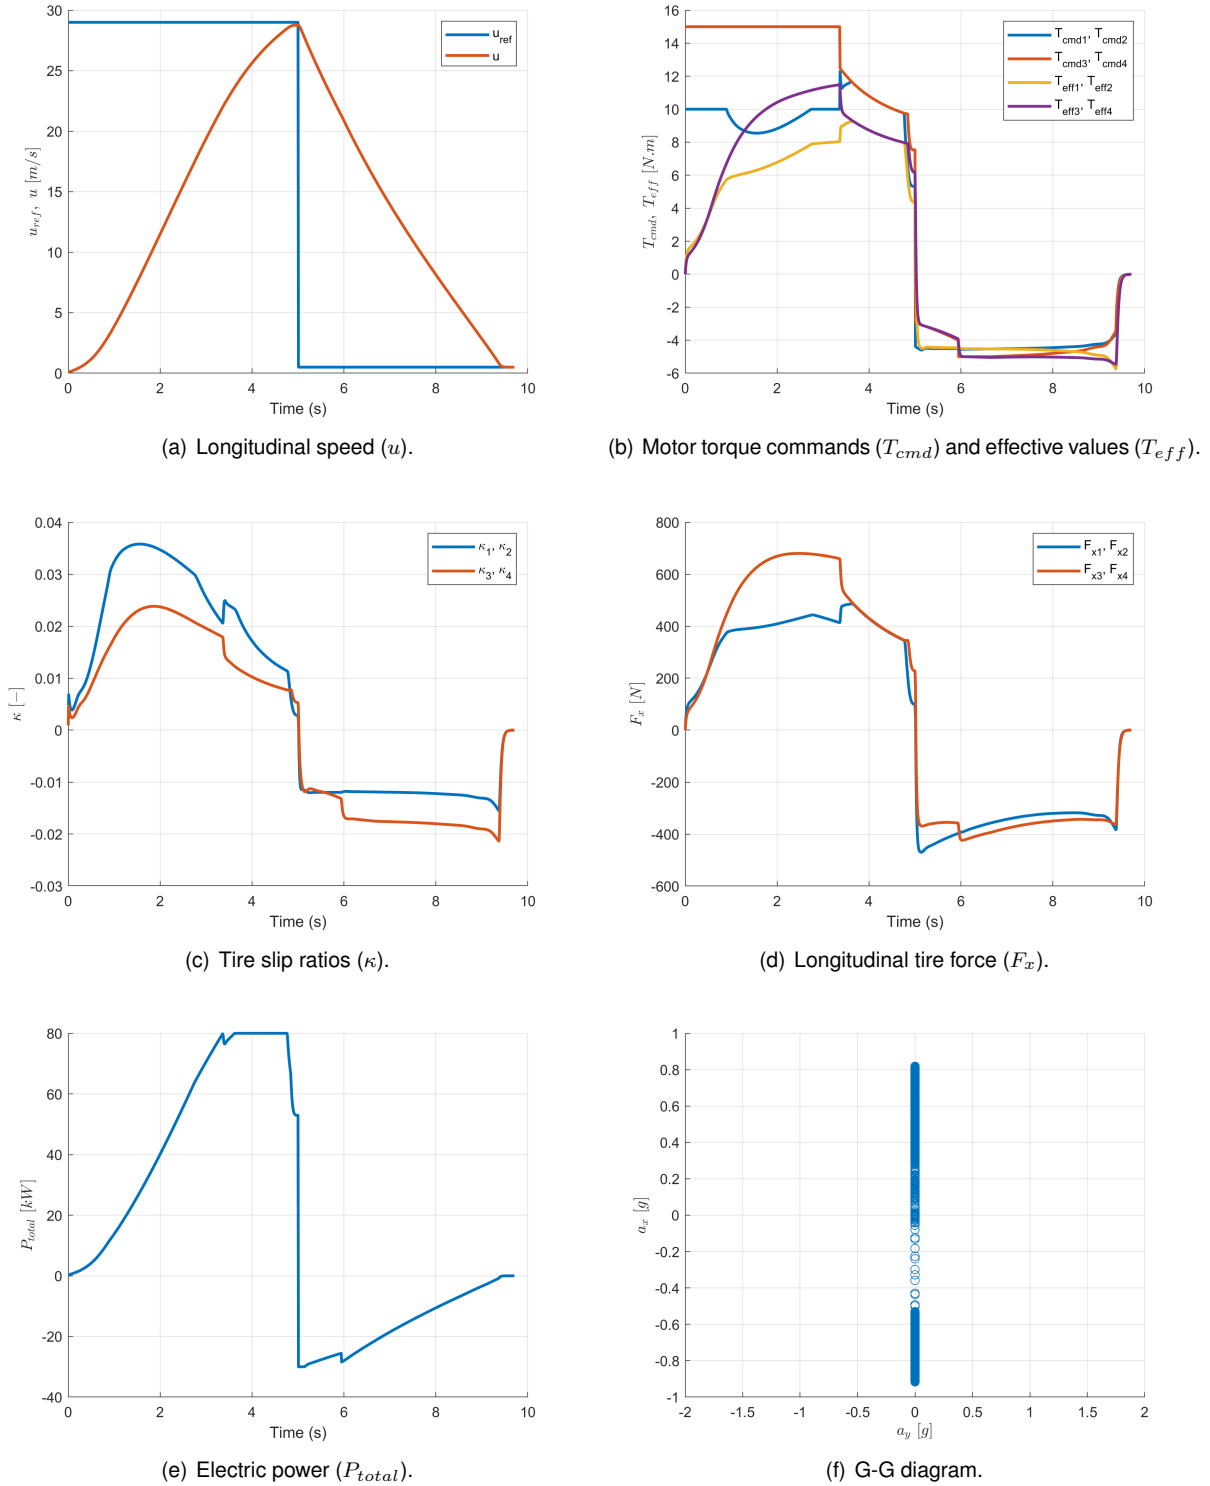 30
25
20
15
10
5
0
0 2 4 6 8 10
u_ref, u [m/s]
Time (s)
u_ref
u
(a) Longitudinal speed (u).
16
14
12
10
8
6
4
2
0
-2
-4
-6
0 2 4 6 8 10
T_cmd, T_eff [N.m]
Time (s)
T_cmd1, T_cmd2
T_cmd3, T_cmd4
T_eff1, T_eff2
T_eff3, T_eff4
(b) Motor torque commands (T_cmd) and effective values (T_eff).
0.04
0.03
0.02
0.01
0
-0.01
-0.02
-0.03
0 2 4 6 8 10
κ [−]
Time (s)
κ_1, κ_2
κ_3, κ_4
(c) Tire slip ratios (κ).
800
600
400
200
0
-200
-400
-600
0 2 4 6 8 10
F_x [N]
Time (s)
F_x1, F_x2
F_x3, F_x4
(d) Longitudinal tire force (F_x).
80
60
40
20
0
-20
-40
0 2 4 6 8 10
P_total [kW]
Time (s)
(e) Electric power (P_total).
1
0.8
0.6
0.4
0.2
0
-0.2
-0.4
-0.6
-0.8
-1
-2 -1.5 -1 -0.5 0 0.5 1 1.5 2
a_x [g]
a_y [g]
(f) G-G diagram.